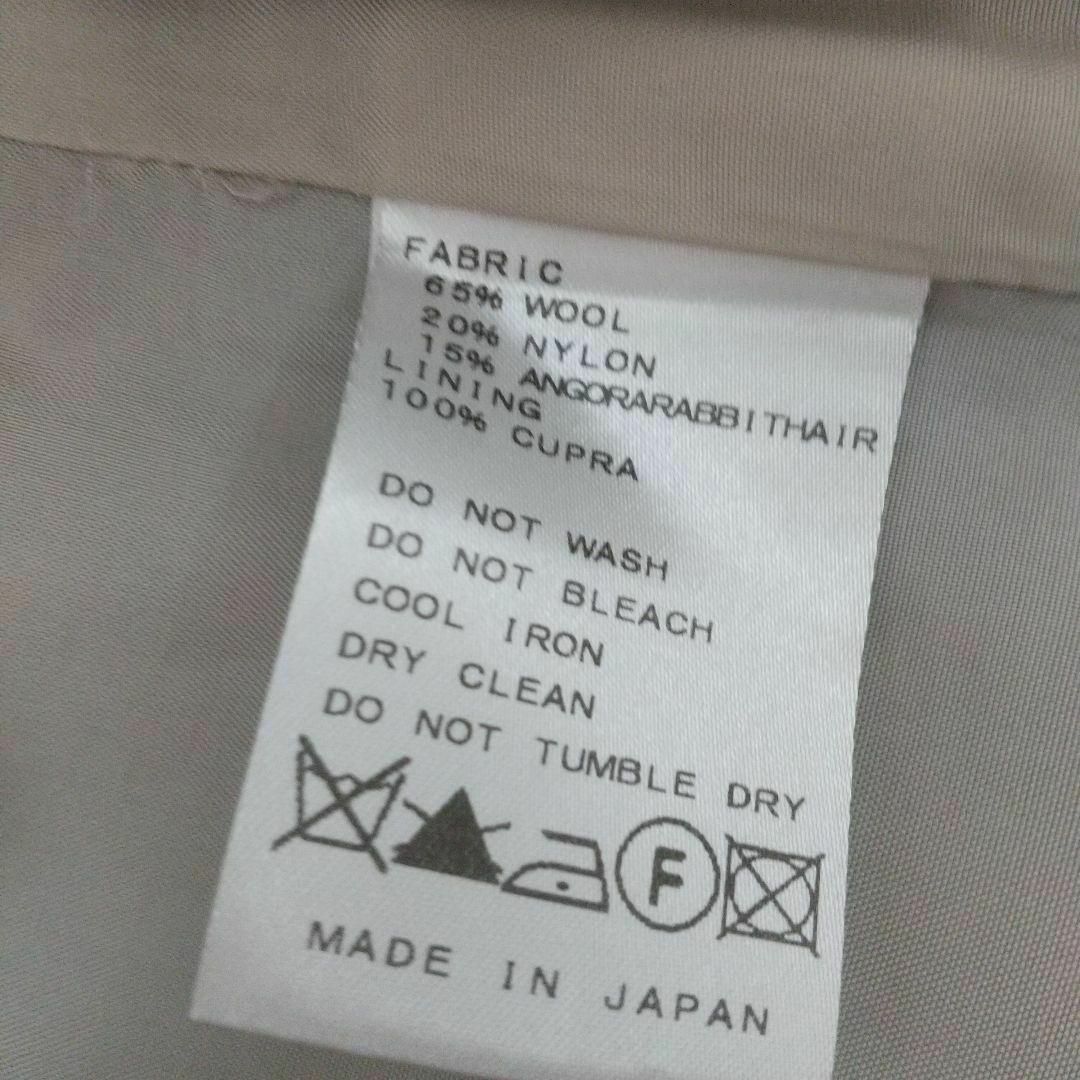 FABRIC
65% WOOL
20% NYLON
15% ANGORARABBITHAIR
LINING
100% CUPRA
DO NOT WASH
DO NOT BLEACH
COOL IRON
DRY CLEAN
DO NOT TUMBLE DRY
F
MADE IN JAPAN